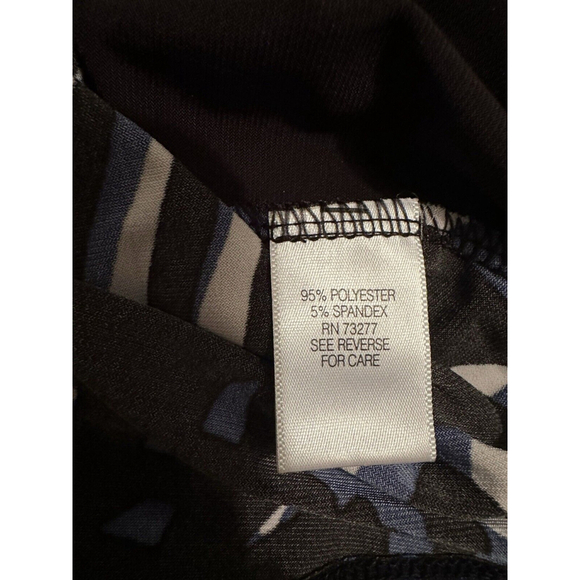 95% POLYESTER
5% SPANDEX
RN 73277
SEE REVERSE
FOR CARE